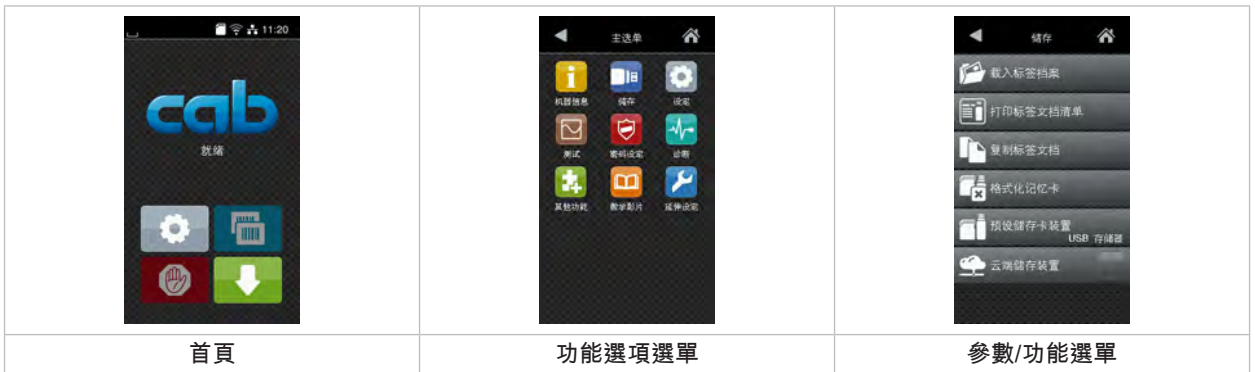 11:20
cab
就绪
首頁
主选单
机器信息 储存 设定
测试 密码设定 诊断
其他功能 教学影片 延伸设定
功能選項選單
储存
载入标签档案
打印标签文档清单
复制标签文档
格式化记忆卡
预设储存卡装置
USB 存储器
云端储存装置
參數/功能選單